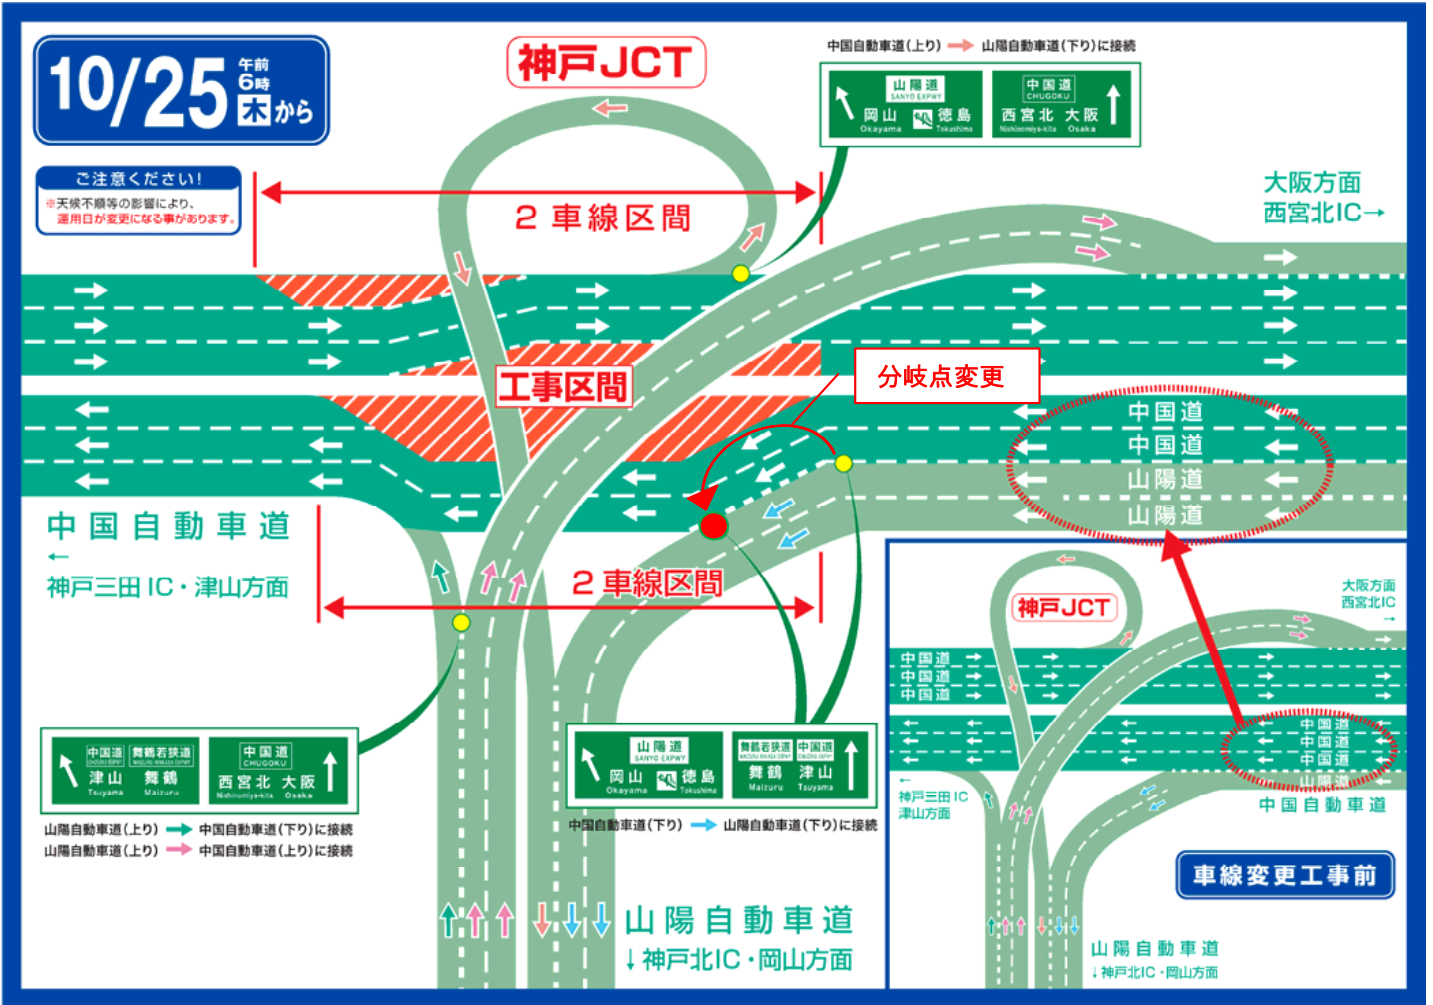 10/25 午前 6時 木 から
神戸JCT
中国自動車道(上り) → 山陽自動車道(下り)に接続
山陽道
SANYO EXPWY
岡山 徳島
Okayama Tokushima
中国道
CHUGOKU
西宮北 大阪
Nishinomiya-kita Osaka
ご注意ください!
※天候不順等の影響により、
運用日が変更になる事があります。
2車線区間
大阪方面
西宮北IC→
工事区間
分岐点変更
中国道
中国道
山陽道
山陽道
中国自動車道
←
神戸三田IC・津山方面
2車線区間
中国道 舞鶴若狭道
津山 舞鶴
Tsuyama Maizuru
中国道
CHUGOKU
西宮北 大阪
Nishinomiya-kita Osaka
山陽自動車道(上り) → 中国自動車道(下り)に接続
山陽自動車道(上り) → 中国自動車道(上り)に接続
山陽道
SANYO EXPWY
岡山 徳島
Okayama Tokushima
舞鶴若狭道 中国道
舞鶴 津山
Maizuru Tsuyama
中国自動車道(下り) → 山陽自動車道(下り)に接続
山陽自動車道
↓神戸北IC・岡山方面
神戸JCT
大阪方面
西宮北IC
→
中国道
中国道
中国道
中国道
中国道
中国道
山陽道
中国自動車道
←
神戸三田IC
津山方面
車線変更工事前
山陽自動車道
↓神戸北IC・岡山方面